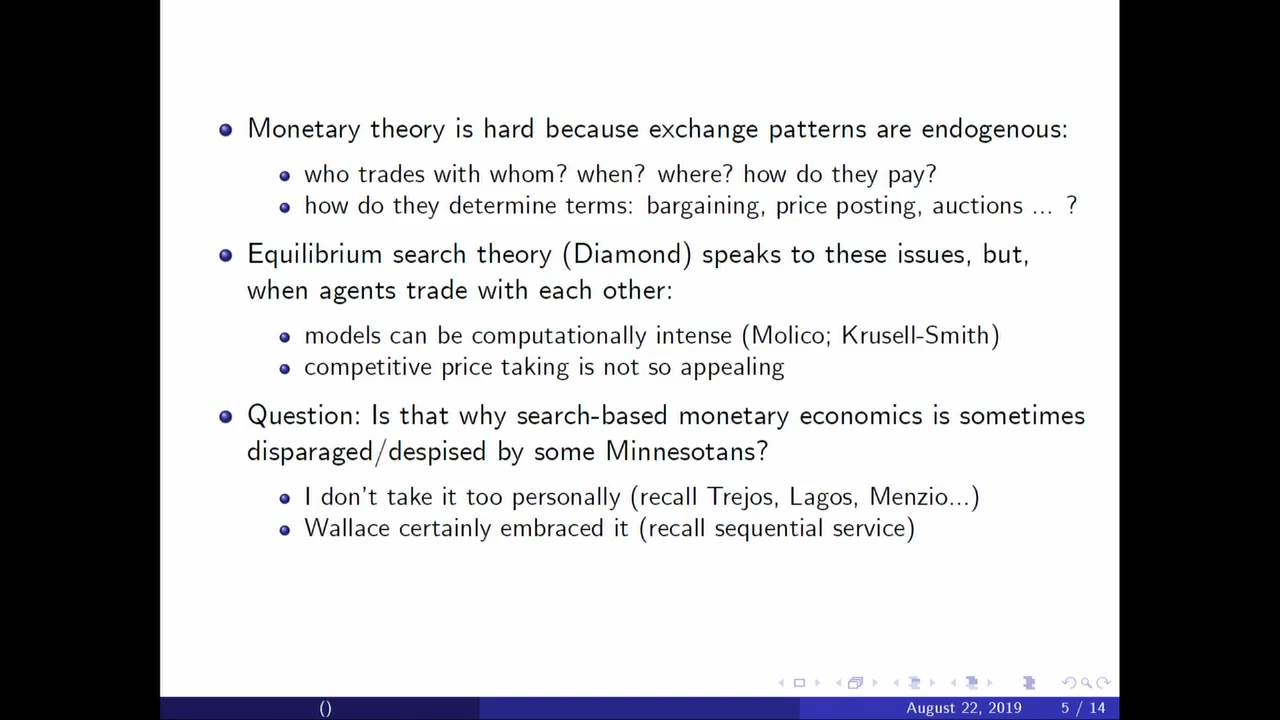 Monetary theory is hard because exchange patterns are endogenous:
who trades with whom? when? where? how do they pay?
how do they determine terms: bargaining, price posting, auctions ... ?
Equilibrium search theory (Diamond) speaks to these issues, but,
when agents trade with each other:
models can be computationally intense (Molico; Krusell-Smith)
competitive price taking is not so appealing
Question: Is that why search-based monetary economics is sometimes
disparaged/despised by some Minnesotans?
I don't take it too personally (recall Trejos, Lagos, Menzio...)
Wallace certainly embraced it (recall sequential service)
() August 22, 2019 5 / 14